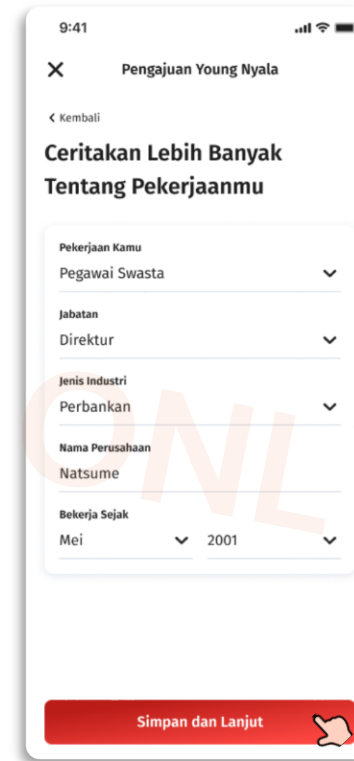 9:41
Pengajuan Young Nyala
Kembali
Ceritakan Lebih Banyak
Tentang Pekerjaanmu
Pekerjaan Kamu
Pegawai Swasta
Jabatan
Direktur
Jenis Industri
Perbankan
Nama Perusahaan
Natsume
Bekerja Sejak
Mei 2001
ONL
Simpan dan Lanjut